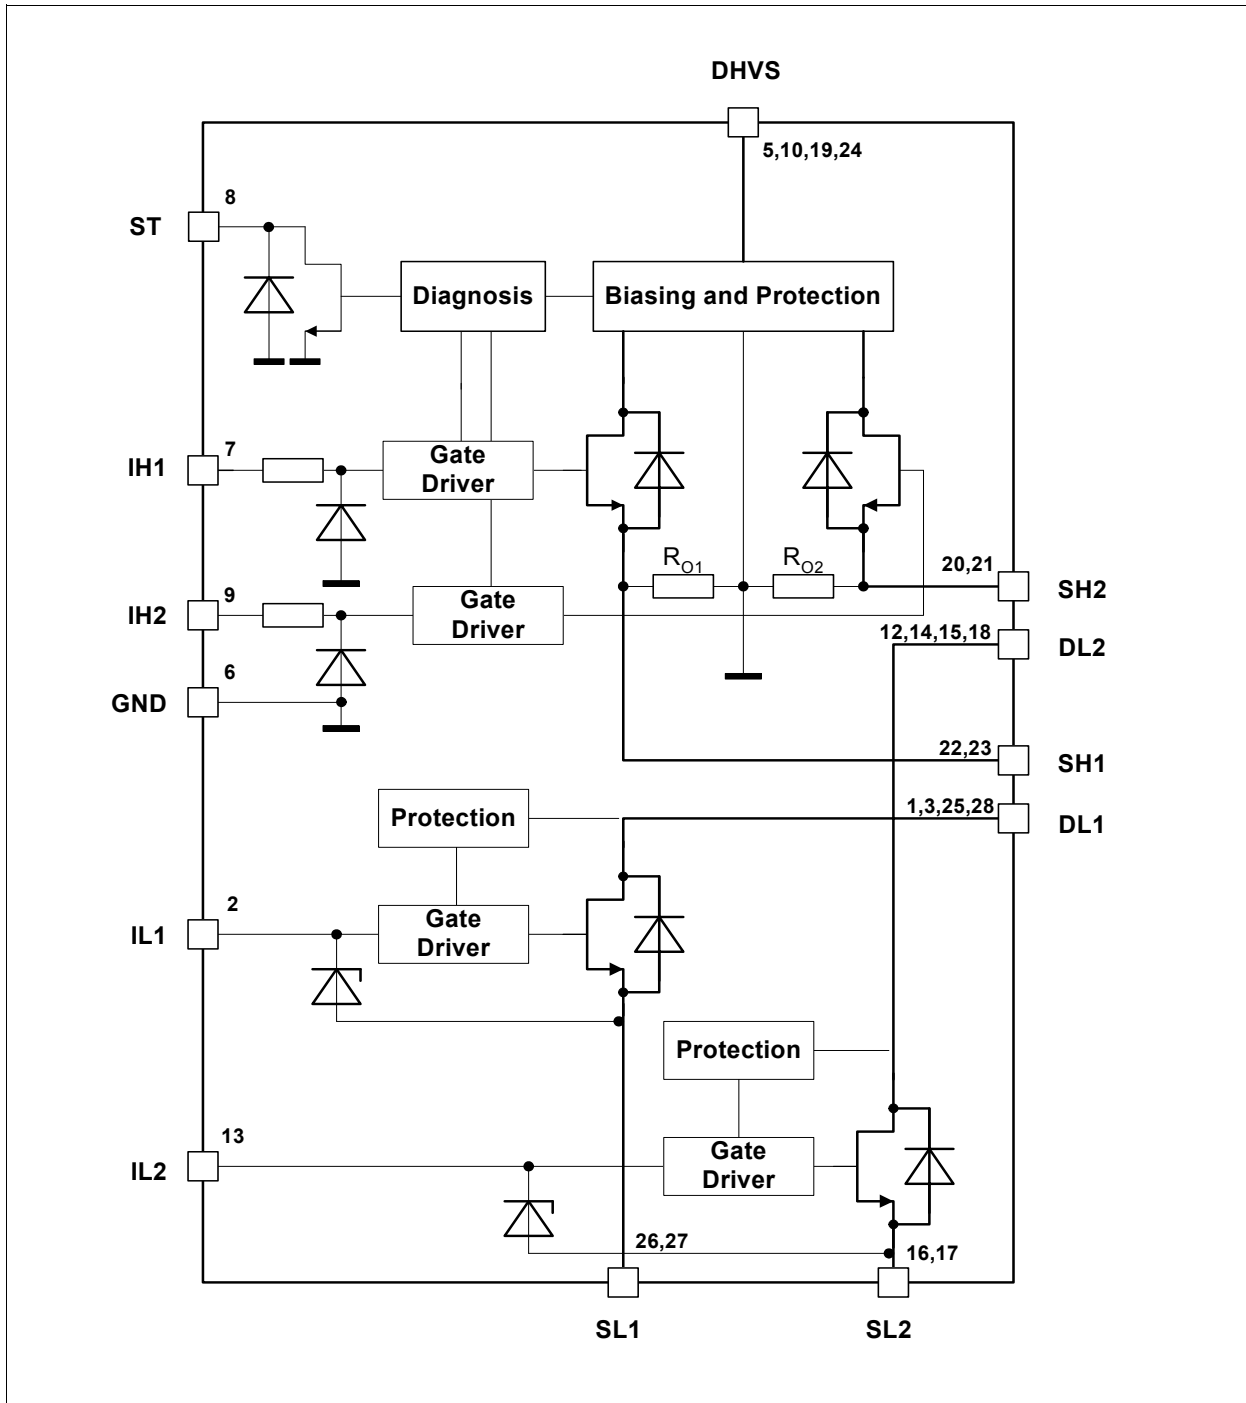 DHVS
5,10,19,24
8
ST
Diagnosis
Biasing and Protection
7
IH1
Gate
Driver
RO1
RO2
20,21
SH2
9
IH2
Gate
Driver
12,14,15,18
DL2
6
GND
22,23
SH1
Protection
1,3,25,28
DL1
2
IL1
Gate
Driver
Protection
13
IL2
Gate
Driver
26,27
16,17
SL1
SL2